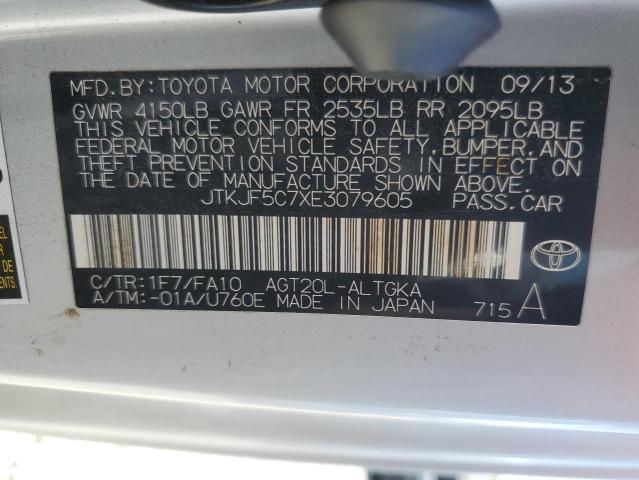 MFD. BY: TOYOTA MOTOR CORPORATION 09/13
GVWR 4150LB GAWR FR 2535LB RR 2095LB
THIS VEHICLE CONFORMS TO ALL APPLICABLE
FEDERAL MOTOR VEHICLE SAFETY, BUMPER, AND
THEFT PREVENTION STANDARDS IN EFFECT ON
THE DATE OF MANUFACTURE SHOWN ABOVE.
JTKJF5C7XE3079605 PASS.CAR
C/TR: 1F7/FA10 AGT20L-ALTGKA
A/TM: -01A/U760E MADE IN JAPAN 715A